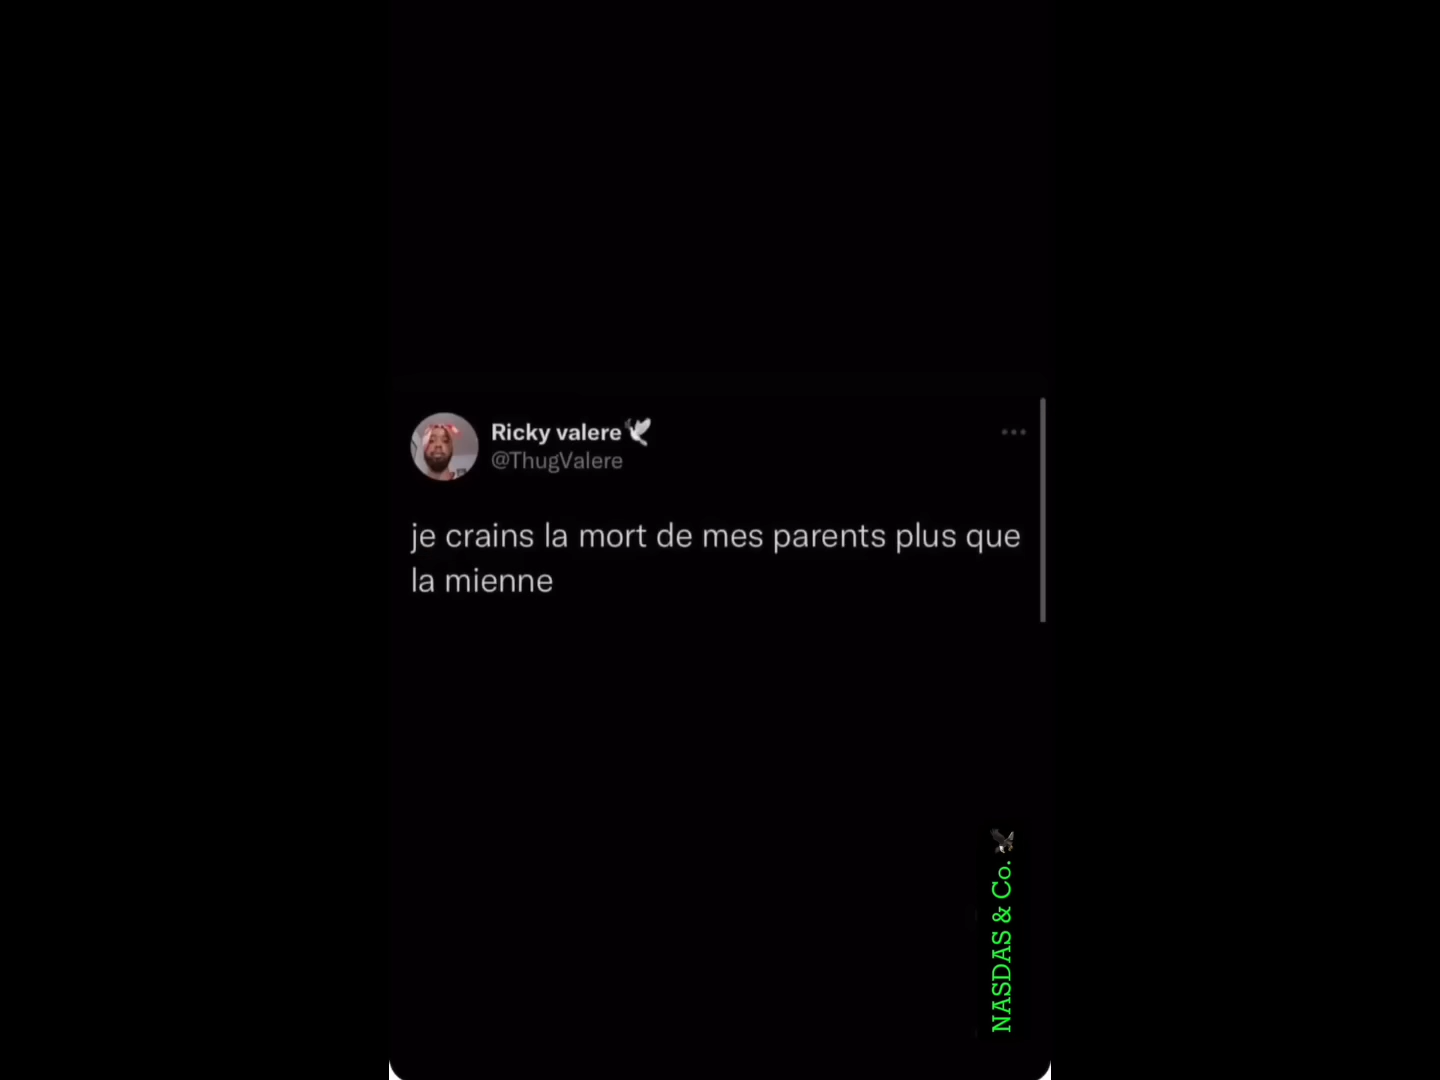 Ricky valere🕊
@ThugValere
je crains la mort de mes parents plus que
la mienne
NASDAS & Co. 🦅